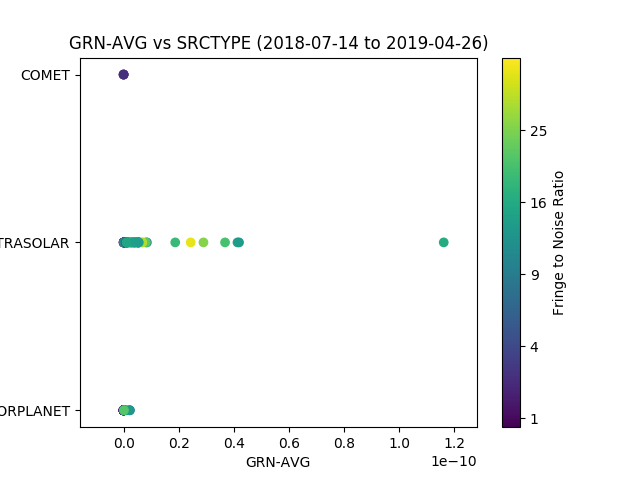 GRN-AVG vs SRCTYPE (2018-07-14 to 2019-04-26)
COMET
TRASOLAR
ORPLANET
0.0 0.2 0.4 0.6 0.8 1.0 1.2
1e−10
GRN-AVG
25
16
9
4
1
Fringe to Noise Ratio